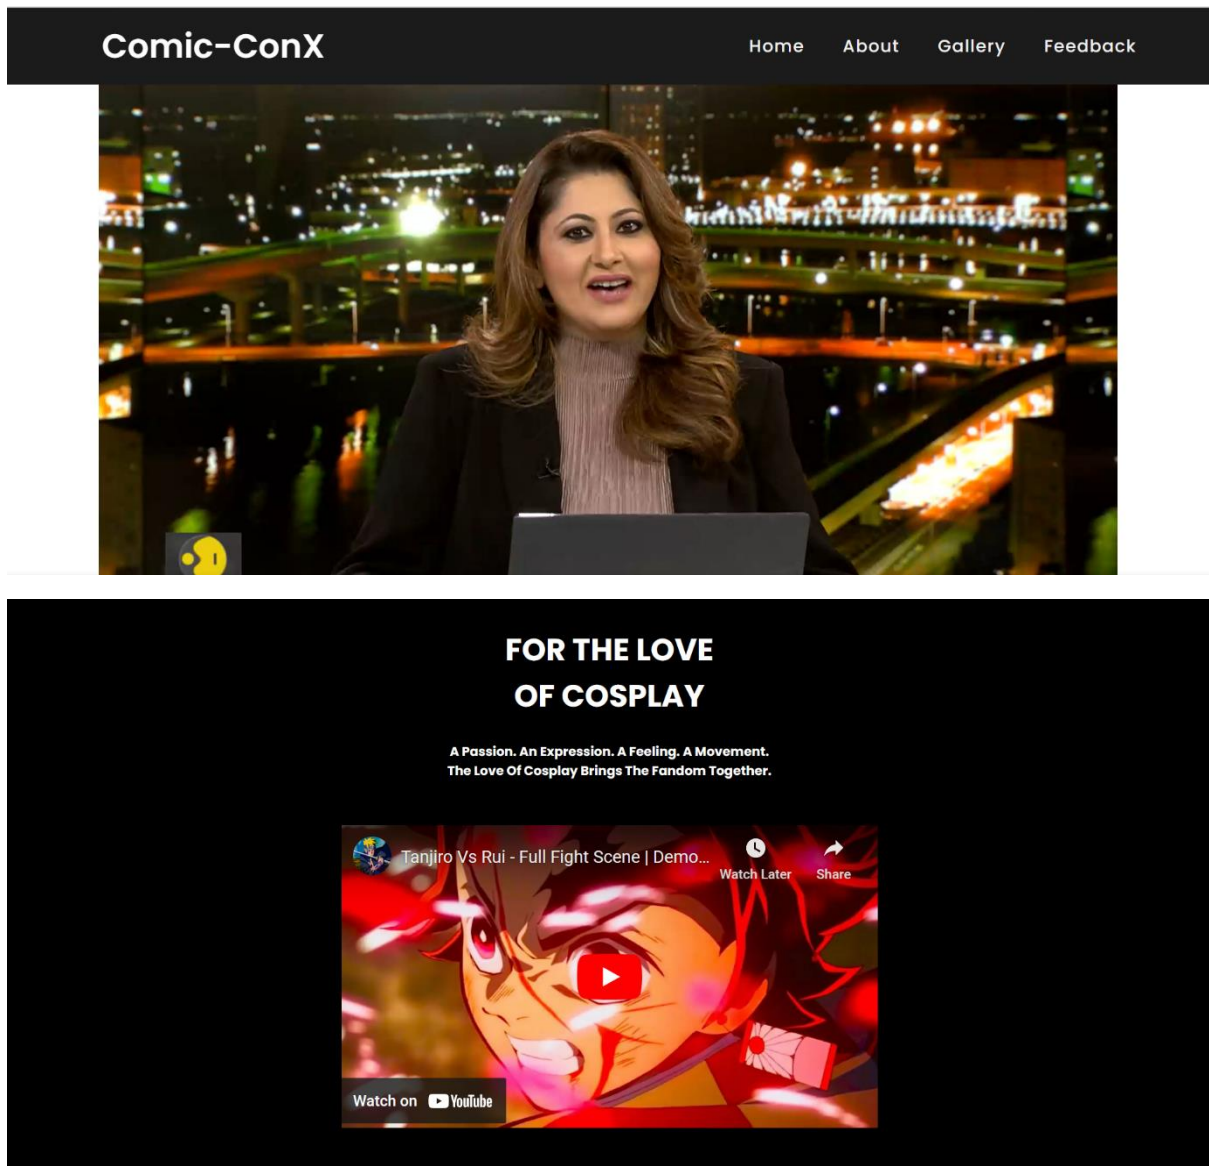 Comic-ConX
Home About Gallery Feedback
FOR THE LOVE
OF COSPLAY
A Passion. An Expression. A Feeling. A Movement.
The Love Of Cosplay Brings The Fandom Together.
Tanjiro Vs Rui - Full Fight Scene | Demo...
Watch Later Share
Watch on YouTube